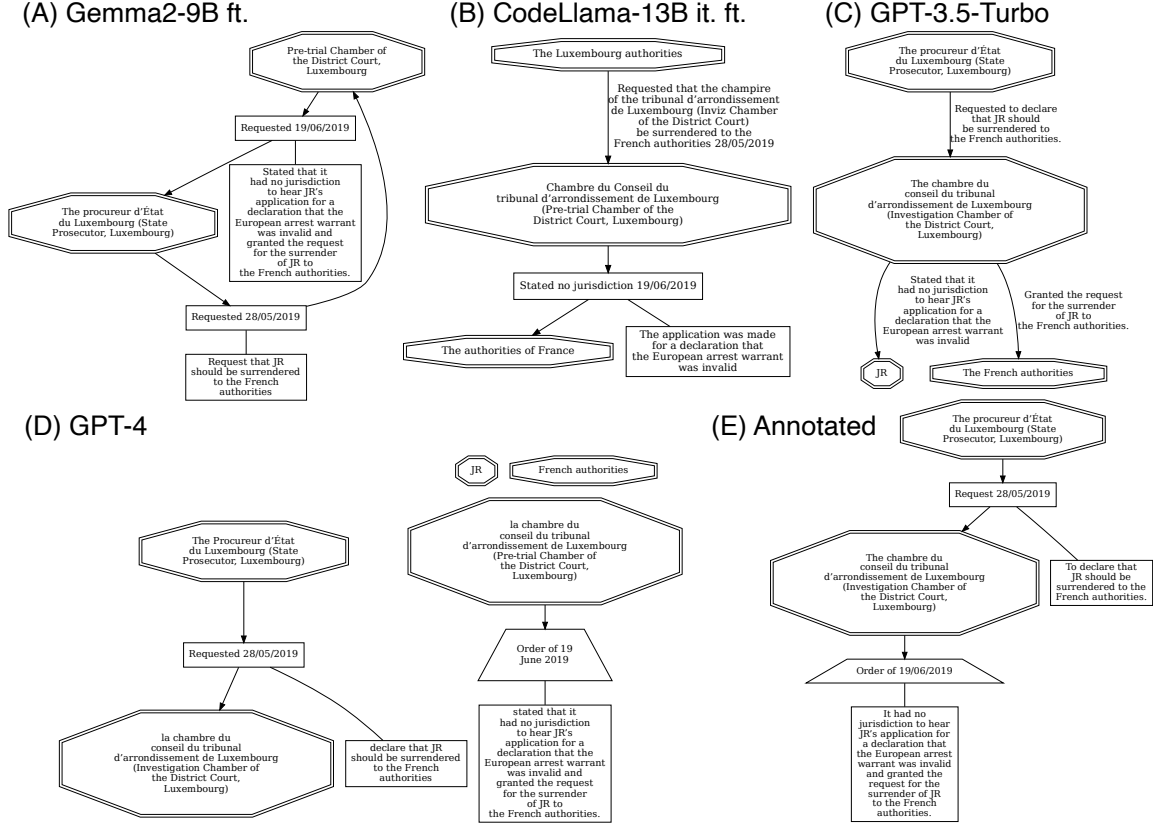 (A) Gemma2-9B ft.
Pre-trial Chamber of
the District Court,
Luxembourg
Requested 19/06/2019
Stated that it
had no jurisdiction
to hear JR's
application for a
declaration that the
European arrest warrant
was invalid and
granted the request
for the surrender
of JR to
the French authorities.
The procureur d'État
du Luxembourg (State
Prosecutor, Luxembourg)
Requested 28/05/2019
Request that JR
should be surrendered
to the French
authorities
(B) CodeLlama-13B it. ft.
The Luxembourg authorities
Requested that the champire
of the tribunal d'arrondissement
de Luxembourg (Inviz Chamber
of the District Court)
be surrendered to the
French authorities 28/05/2019
Chambre du Conseil du
tribunal d'arrondissement de Luxembourg
(Pre-trial Chamber of the
District Court, Luxembourg)
Stated no jurisdiction 19/06/2019
The authorities of France
The application was made
for a declaration that
the European arrest warrant
was invalid
(C) GPT-3.5-Turbo
The procureur d'État
du Luxembourg (State
Prosecutor, Luxembourg)
Requested to declare
that JR should
be surrendered to
the French authorities.
The chambre du
conseil du tribunal
d'arrondissement de Luxembourg
(Investigation Chamber of
the District Court,
Luxembourg)
Stated that it
had no jurisdiction
to hear JR's
application for a
declaration that the
European arrest warrant
was invalid
Granted the request
for the surrender
of JR to
the French authorities.
JR
The French authorities
(D) GPT-4
JR
French authorities
la chambre du
conseil du tribunal
d'arrondissement de Luxembourg
(Pre-trial Chamber of
the District Court,
Luxembourg)
Order of 19
June 2019
stated that it
had no jurisdiction
to hear JR's
application for a
declaration that the
European arrest warrant
was invalid and
granted the request
for the surrender
of JR to
the French authorities.
The Procureur d'État
du Luxembourg (State
Prosecutor, Luxembourg)
Requested 28/05/2019
la chambre du
conseil du tribunal
d'arrondissement de Luxembourg
(Investigation Chamber of
the District Court,
Luxembourg)
declare that JR
should be surrendered
to the French
authorities
(E) Annotated
The procureur d'État
du Luxembourg (State
Prosecutor, Luxembourg)
Request 28/05/2019
The chambre du
conseil du tribunal
d'arrondissement de Luxembourg
(Investigation Chamber of
the District Court,
Luxembourg)
To declare that
JR should be
surrendered to the
French authorities.
Order of 19/06/2019
It had no
jurisdiction to hear
JR's application for
a declaration that
the European arrest
warrant was invalid
and granted the
request for the
surrender of JR
to the French
authorities.